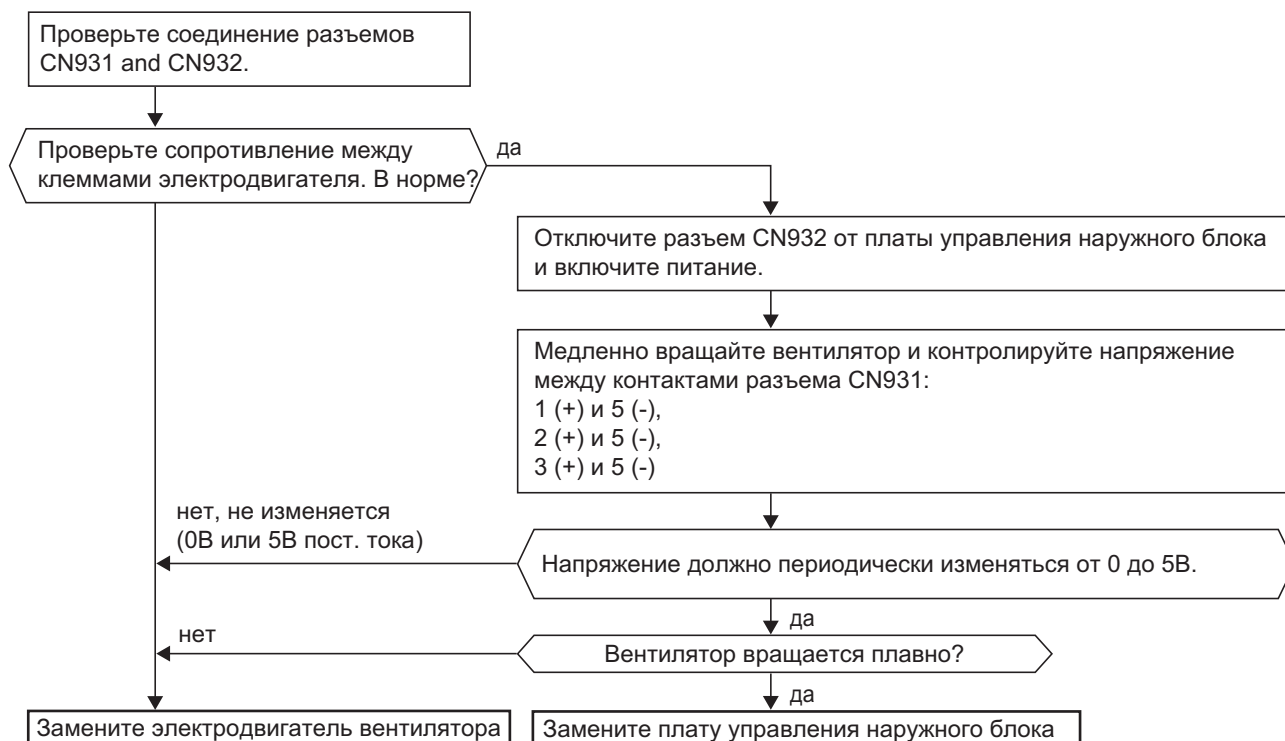 Проверьте соединение разъемов
CN931 and CN932.
Проверьте сопротивление между
клеммами электродвигателя. В норме?
да
Отключите разъем CN932 от платы управления наружного блока
и включите питание.
Медленно вращайте вентилятор и контролируйте напряжение
между контактами разъема CN931:
1 (+) и 5 (-),
2 (+) и 5 (-),
3 (+) и 5 (-)
нет, не изменяется
(0В или 5В пост. тока)
Напряжение должно периодически изменяться от 0 до 5В.
да
нет
Вентилятор вращается плавно?
да
Замените электродвигатель вентилятора
Замените плату управления наружного блока